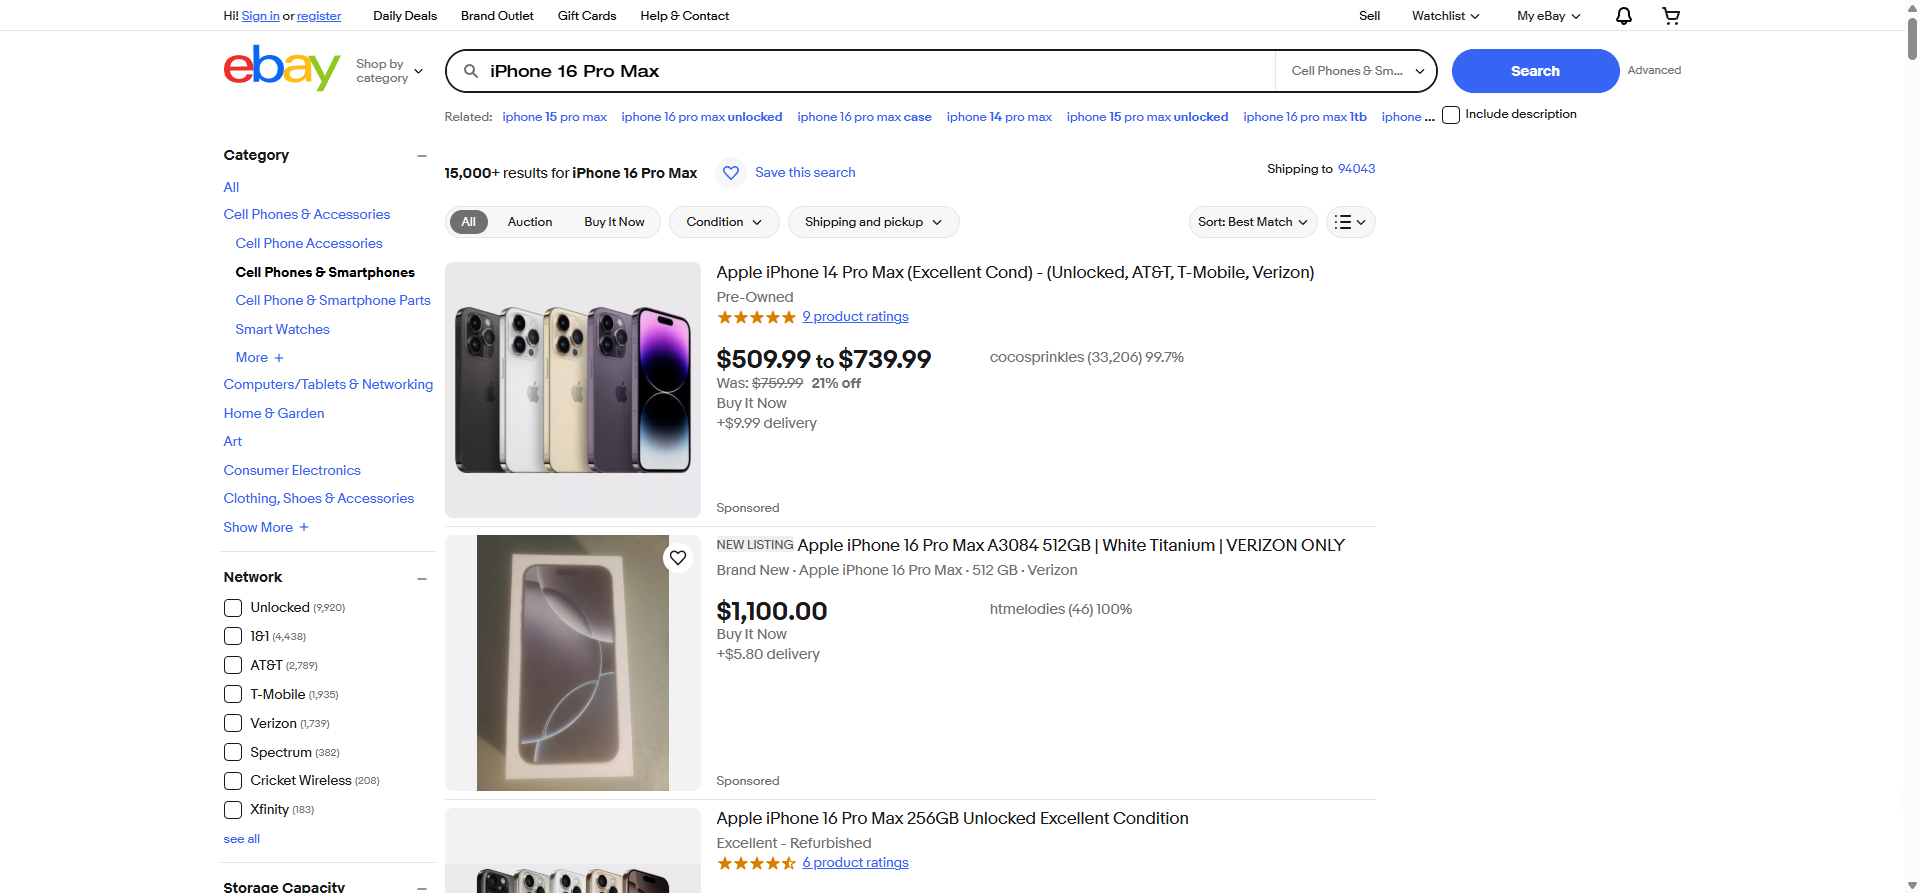 Hi! Sign in or register
Daily Deals
Brand Outlet
Gift Cards
Help & Contact
Sell
Watchlist
My eBay
ebay
Shop by
category
iPhone 16 Pro Max
Cell Phones & Sm...
Search
Advanced
Related:
iphone 15 pro max
iphone 16 pro max unlocked
iphone 16 pro max case
iphone 14 pro max
iphone 15 pro max unlocked
iphone 16 pro max 1tb
iphone ...
Include description
Category
All
Cell Phones & Accessories
Cell Phone Accessories
Cell Phones & Smartphones
Cell Phone & Smartphone Parts
Smart Watches
More +
Computers/Tablets & Networking
Home & Garden
Art
Consumer Electronics
Clothing, Shoes & Accessories
Show More +
Network
Unlocked (9,920)
1&1 (4,438)
AT&T (2,789)
T-Mobile (1,935)
Verizon (1,739)
Spectrum (382)
Cricket Wireless (208)
Xfinity (183)
see all
Storage Capacity
15,000+ results for iPhone 16 Pro Max
Save this search
Shipping to 94043
All
Auction
Buy It Now
Condition
Shipping and pickup
Sort: Best Match
Apple iPhone 14 Pro Max (Excellent Cond) - (Unlocked, AT&T, T-Mobile, Verizon)
Pre-Owned
9 product ratings
$509.99 to $739.99
cocosprinkles (33,206) 99.7%
Was: $759.99 21% off
Buy It Now
+$9.99 delivery
Sponsored
NEW LISTING Apple iPhone 16 Pro Max A3084 512GB | White Titanium | VERIZON ONLY
Brand New · Apple iPhone 16 Pro Max · 512 GB · Verizon
$1,100.00
htmelodies (46) 100%
Buy It Now
+$5.80 delivery
Sponsored
Apple iPhone 16 Pro Max 256GB Unlocked Excellent Condition
Excellent - Refurbished
6 product ratings